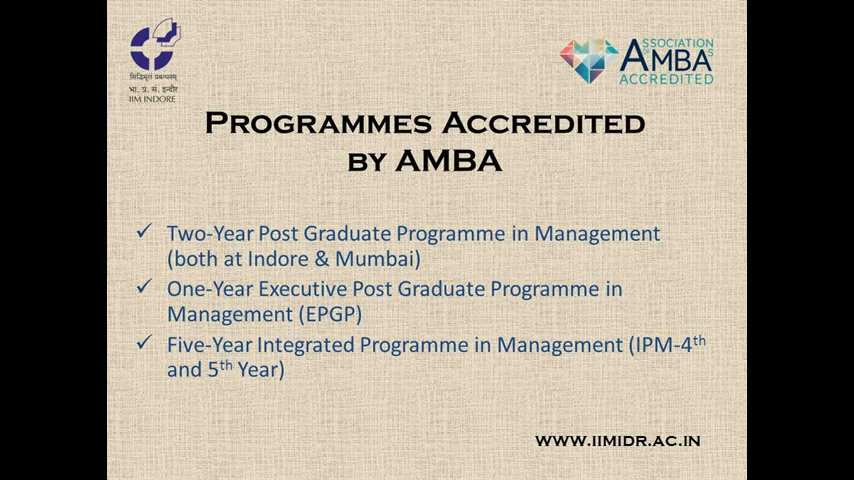 सिद्धिमूलं प्रबन्धनम्
भा. प्र. सं. इन्दौर
IIM INDORE
ASSOCIATION
OF
AMBA's
ACCREDITED
PROGRAMMES ACCREDITED
BY AMBA
✓ Two-Year Post Graduate Programme in Management
(both at Indore & Mumbai)
✓ One-Year Executive Post Graduate Programme in
Management (EPGP)
✓ Five-Year Integrated Programme in Management (IPM-4th
and 5th Year)
WWW.IIMIDR.AC.IN